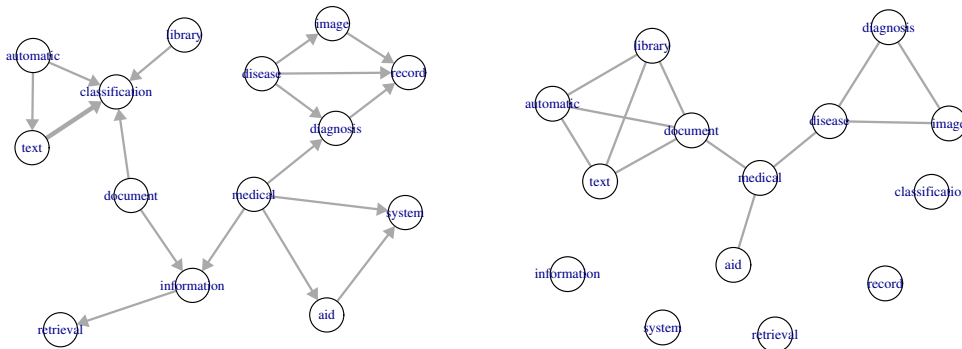 image
library
automatic
disease
record
classification
diagnosis
text
document
medical
system
information
aid
retrieval
diagnosis
library
automatic
disease
image
document
medical
text
classificatio
aid
information
record
system
retrieval